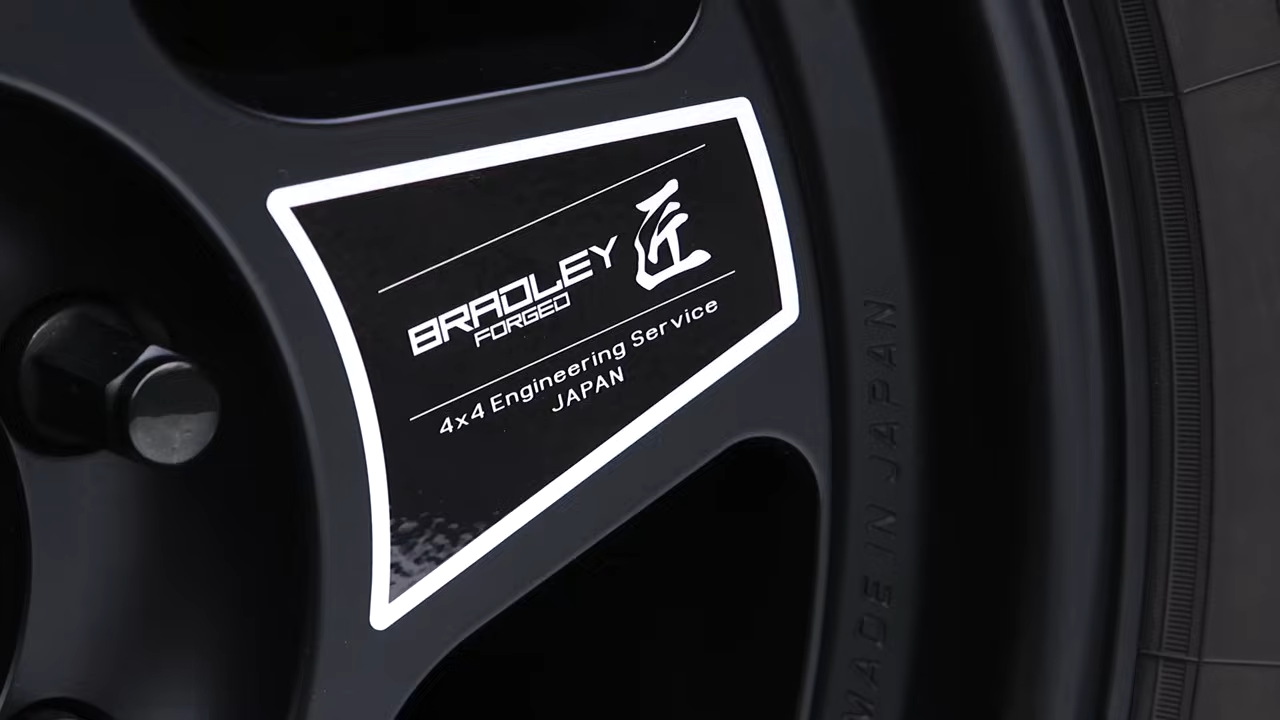 BRADLEY 匠
FORGED
4x4 Engineering Service
JAPAN
MADE IN JAPAN